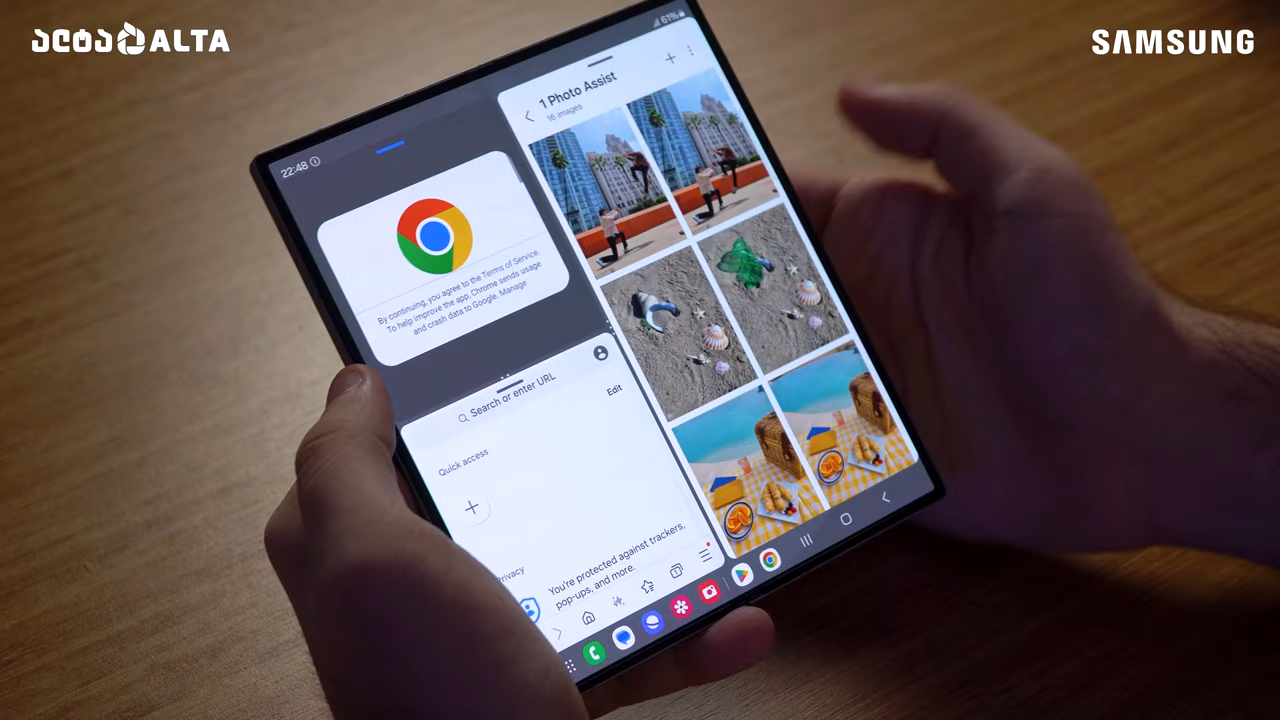 ალტა ALTA
SAMSUNG
22:48
61%
By continuing, you agree to the Terms of Service.
To help improve the app, Chrome sends usage
and crash data to Google. Manage
1 Photo Assist
16 images
Search or enter URL
Edit
Quick access
Privacy
You're protected against trackers,
pop-ups, and more.
1